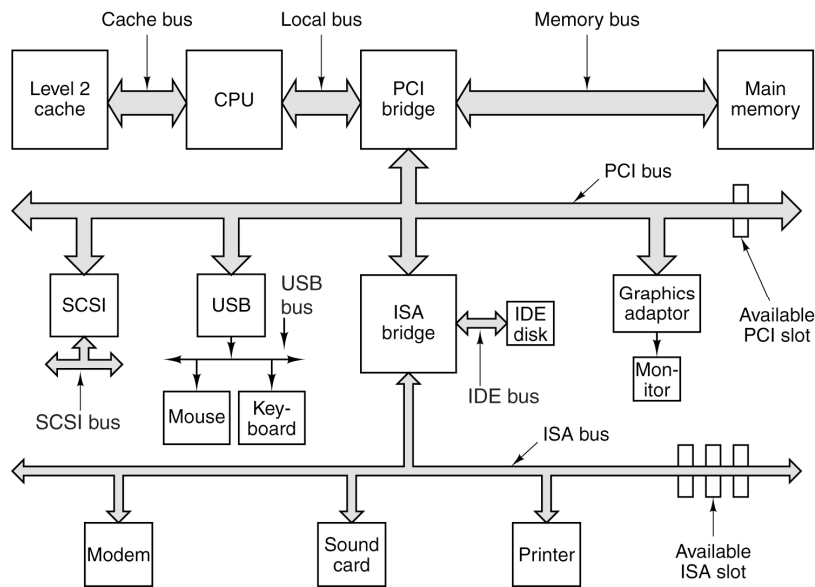 Cache bus
Local bus
Memory bus
Level 2
cache
CPU
PCI
bridge
Main
memory
PCI bus
SCSI
USB
USB
bus
ISA
bridge
IDE
disk
Graphics
adaptor
Available
PCI slot
Mon-
itor
SCSI bus
Mouse
Key-
board
IDE bus
ISA bus
Modem
Sound
card
Printer
Available
ISA slot